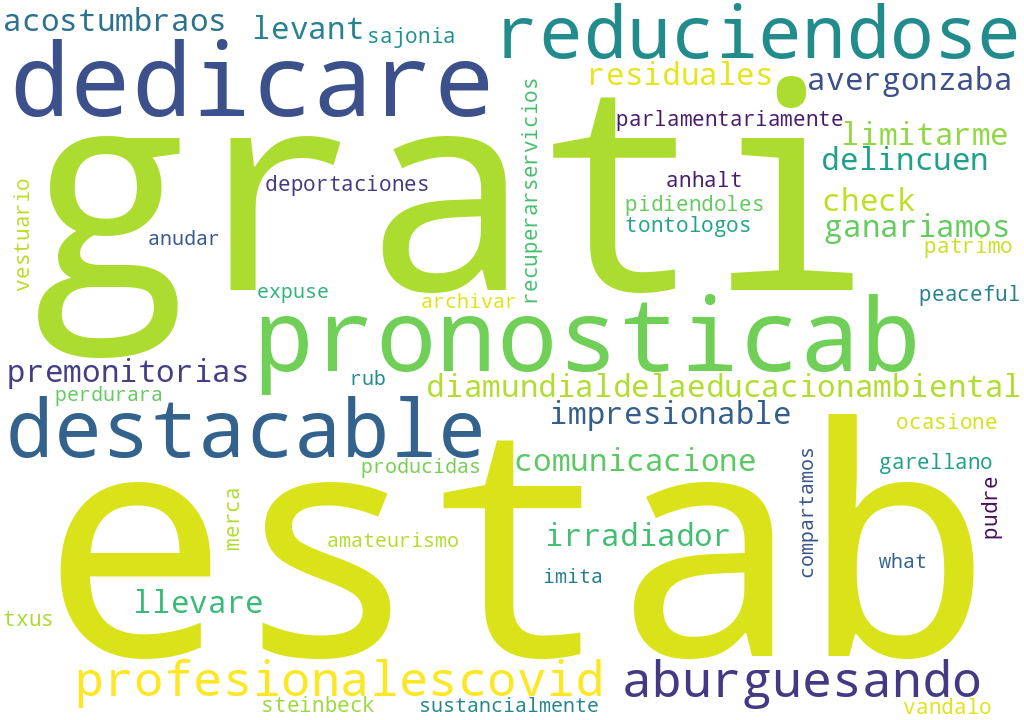 acostumbraos
levant
sajonia
reduciendose
dedicare
residuales
avergonzaba
grati
recuperarservicios
parlamentariamente
limitarme
delincuen
deportaciones
anhalt
vestuario
pidiendoles
check
tontologos
ganariamos
anudar
patrimo
expuse
archivar
peaceful
pronosticab
premonitorias
rub
perdurara
diamundialdelaeducacionambiental
destacable
impresionable
ocasione
estab
producidas
comunicacione
compartamos
garellano
pudre
merca
amateurismo
irradiador
imita
what
llevare
txus
profesionalescovid
aburguesando
steinbeck
sustancialmente
vandalo